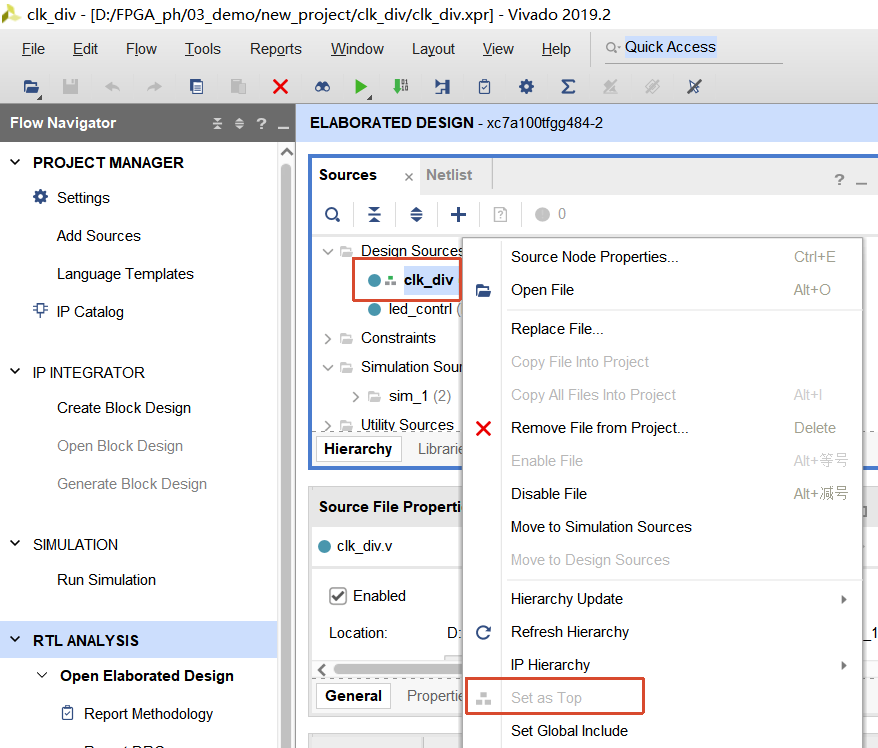 clk_div - [D:/FPGA_ph/03_demo/new_project/clk_div/clk_div.xpr] - Vivado 2019.2
File Edit Flow Tools Reports Window Layout View Help Quick Access
Flow Navigator ?
ELABORATED DESIGN - xc7a100tfgg484-2
PROJECT MANAGER
Settings
Add Sources
Language Templates
IP Catalog
IP INTEGRATOR
Create Block Design
Open Block Design
Generate Block Design
SIMULATION
Run Simulation
RTL ANALYSIS
Open Elaborated Design
Report Methodology
Sources × Netlist ?
0
Design Sources
clk_div
led_contrl (
Constraints
Simulation Sour
sim_1 (2)
Utility Sources
Hierarchy Librarie
Source File Properti
clk_div.v
Enabled
Location: D:
_1
General Propertie
Source Node Properties... Ctrl+E
Open File Alt+O
Replace File...
Copy File Into Project
Copy All Files Into Project Alt+I
Remove File from Project... Delete
Enable File Alt+等号
Disable File Alt+减号
Move to Simulation Sources
Move to Design Sources
Hierarchy Update
Refresh Hierarchy
IP Hierarchy
Set as Top
Set Global Include